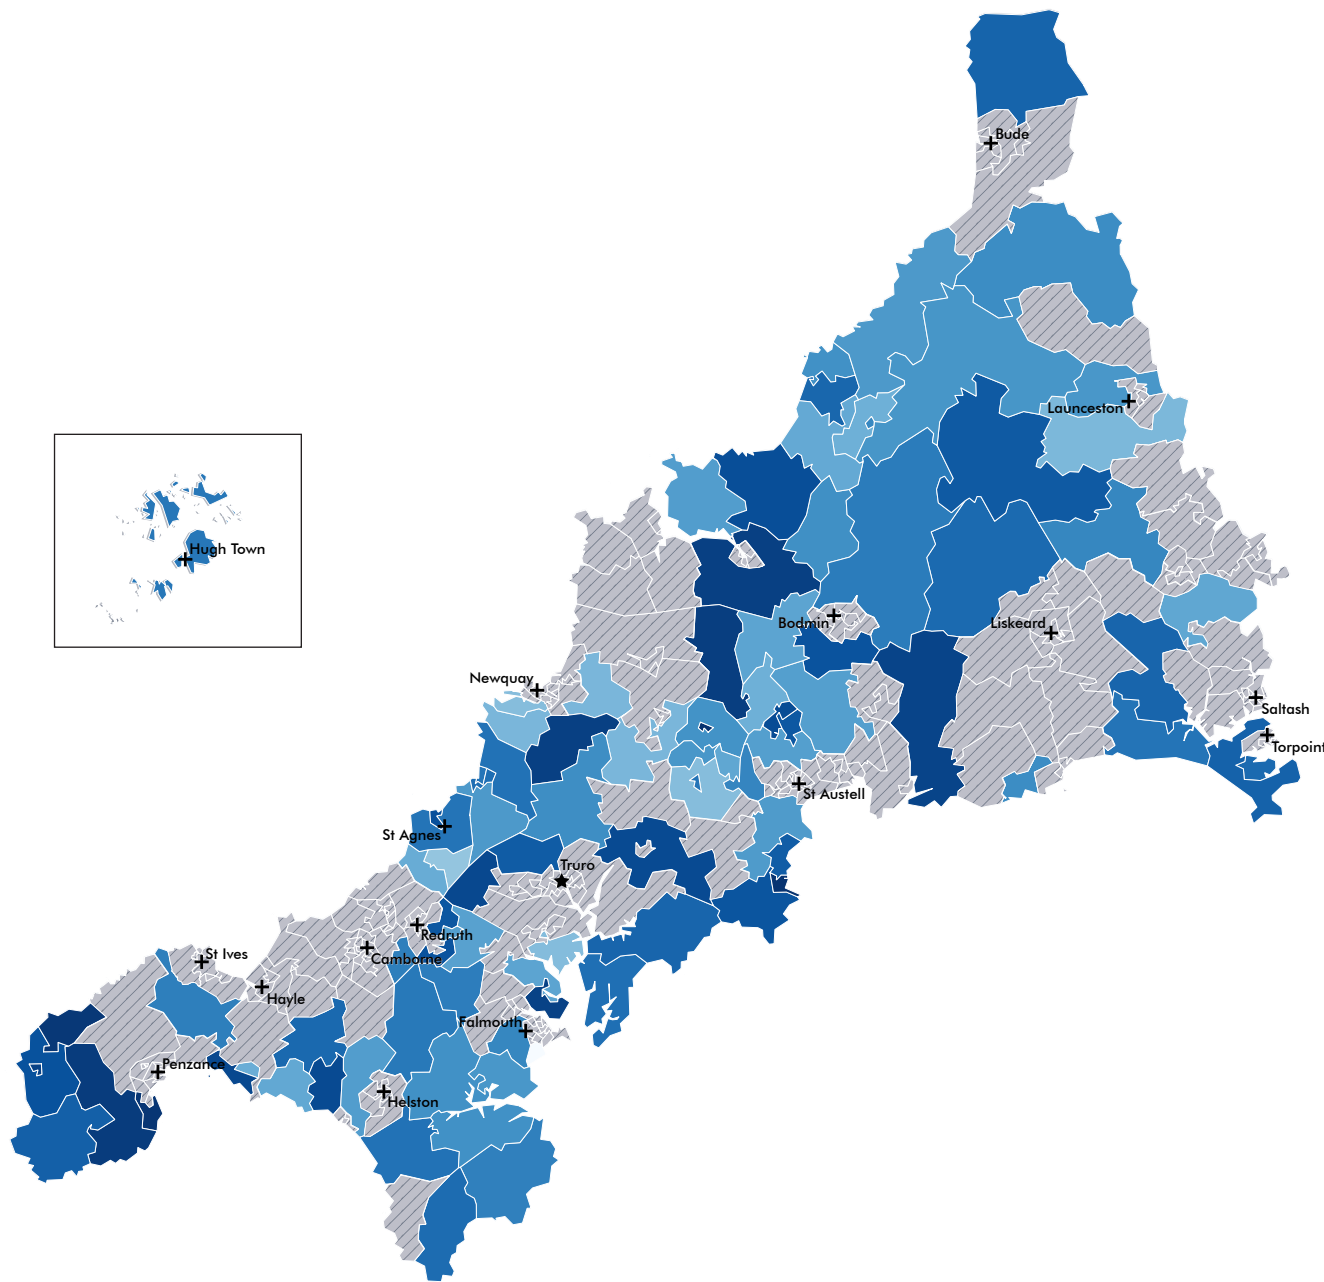 Bude
Launceston
Hugh Town
Bodmin
Liskeard
Newquay
Saltash
Torpoint
St Austell
St Agnes
Truro
Redruth
St Ives
Camborne
Hayle
Falmouth
Penzance
Helston